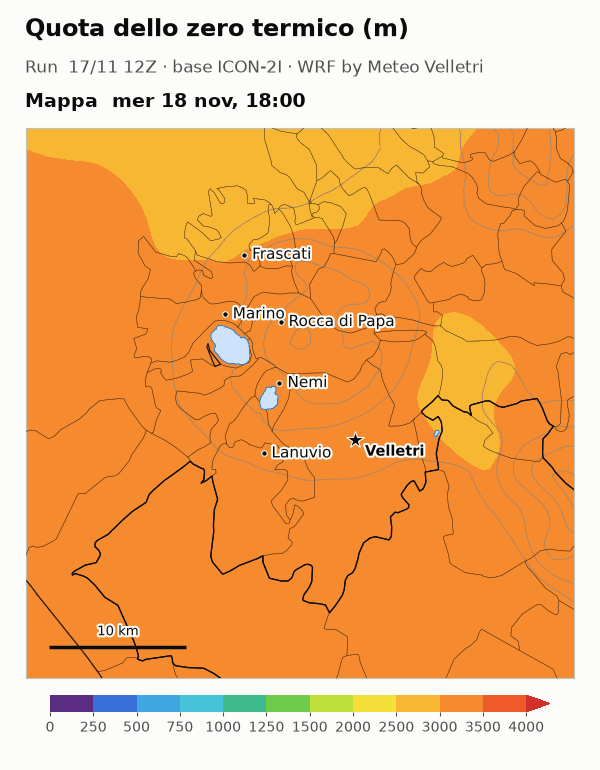 Quota dello zero termico (m)
Run  17/11 12Z · base ICON-2I · WRF by Meteo Velletri
Mappa  mer 18 nov, 18:00
Frascati
Marino
Rocca di Papa
Nemi
Velletri
Lanuvio
10 km
0 250 500 750 1000 1250 1500 2000 2500 3000 3500 4000